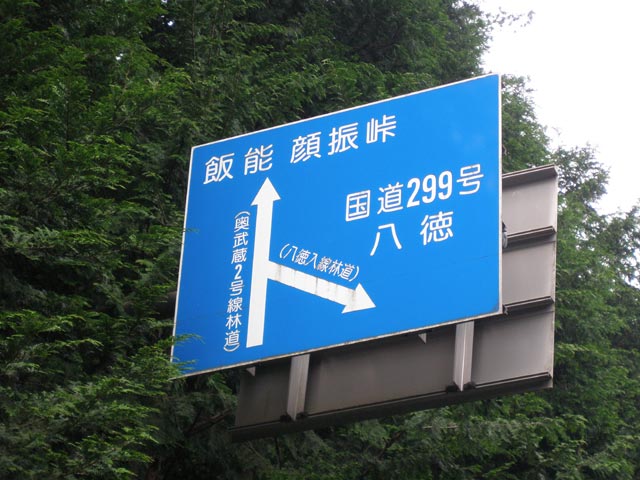 飯能 顔振峠
国道299号
八徳
(奥武蔵2号線林道)
(八徳入線林道)